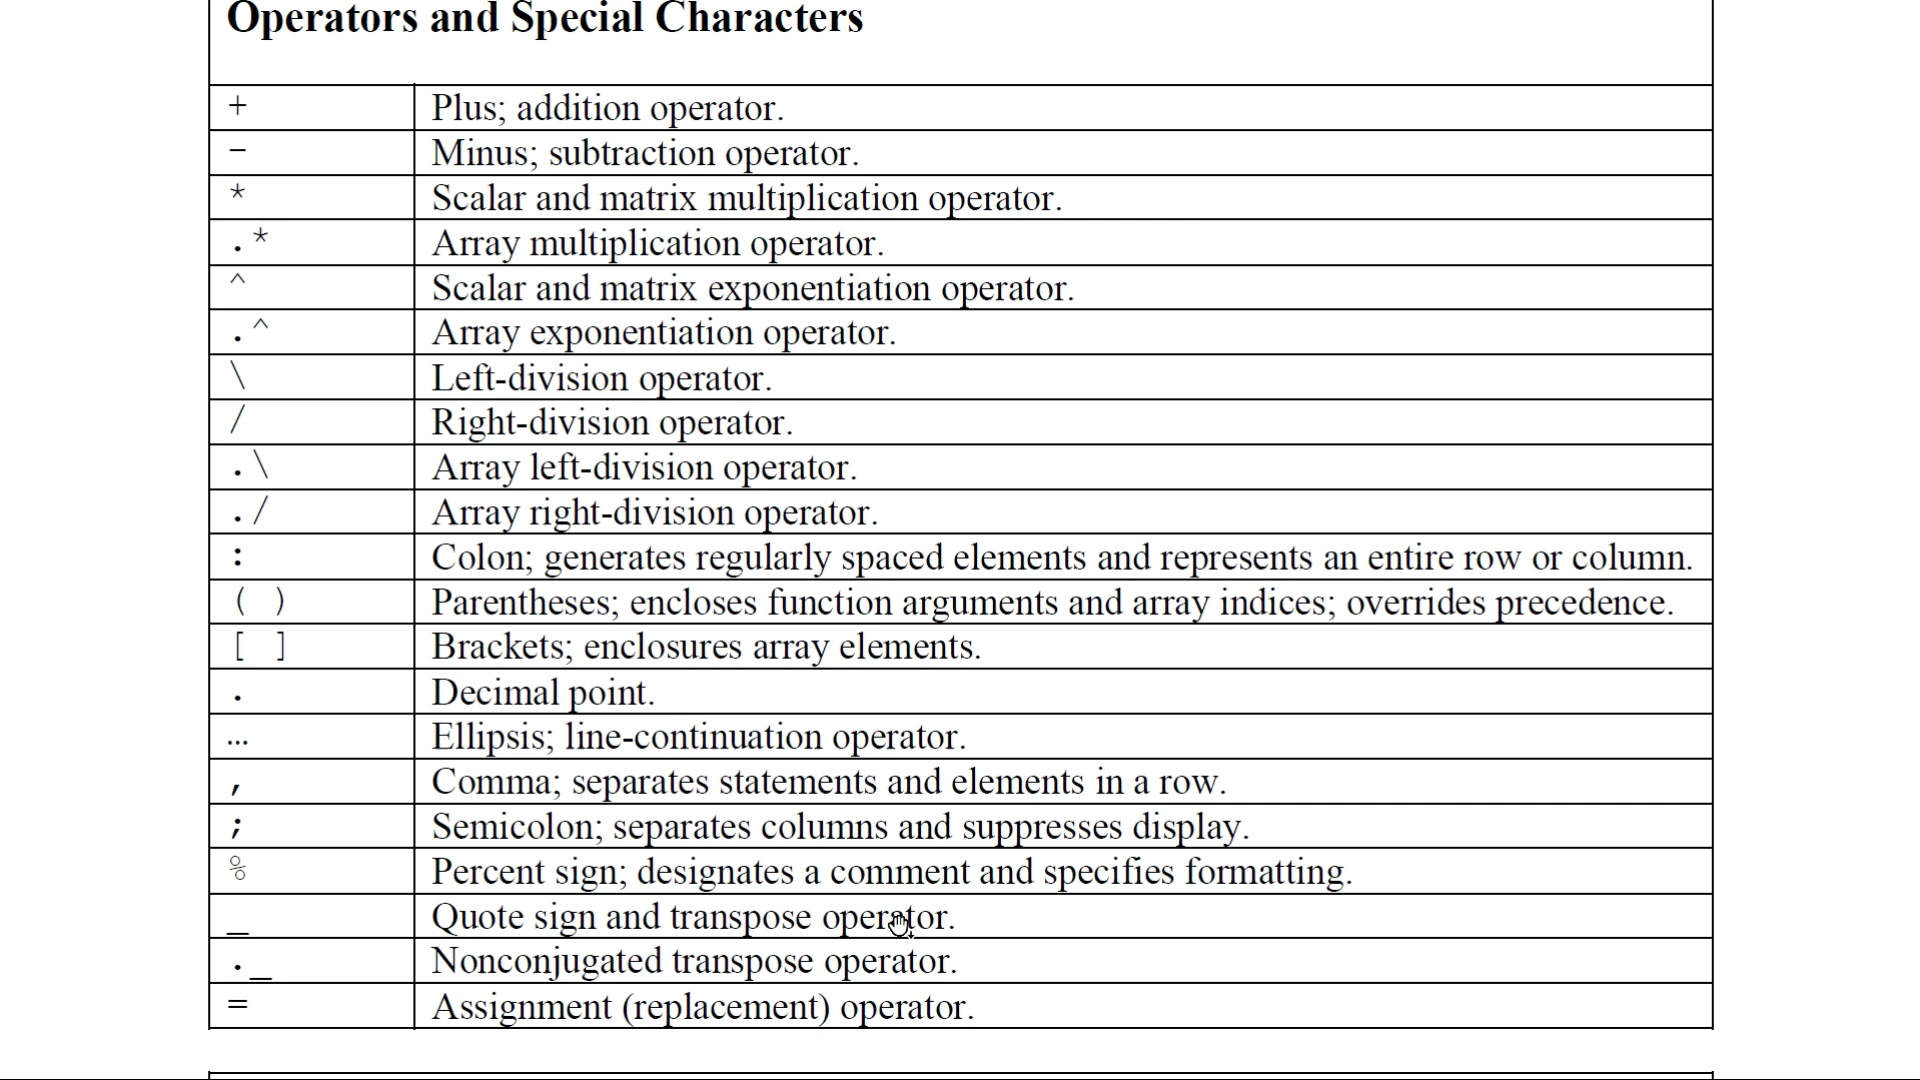 Operators and Special Characters
+ Plus; addition operator.
- Minus; subtraction operator.
* Scalar and matrix multiplication operator.
.* Array multiplication operator.
^ Scalar and matrix exponentiation operator.
.^ Array exponentiation operator.
\ Left-division operator.
/ Right-division operator.
.\ Array left-division operator.
./ Array right-division operator.
: Colon; generates regularly spaced elements and represents an entire row or column.
( ) Parentheses; encloses function arguments and array indices; overrides precedence.
[ ] Brackets; enclosures array elements.
. Decimal point.
… Ellipsis; line-continuation operator.
, Comma; separates statements and elements in a row.
; Semicolon; separates columns and suppresses display.
% Percent sign; designates a comment and specifies formatting.
_ Quote sign and transpose operator.
._ Nonconjugated transpose operator.
= Assignment (replacement) operator.